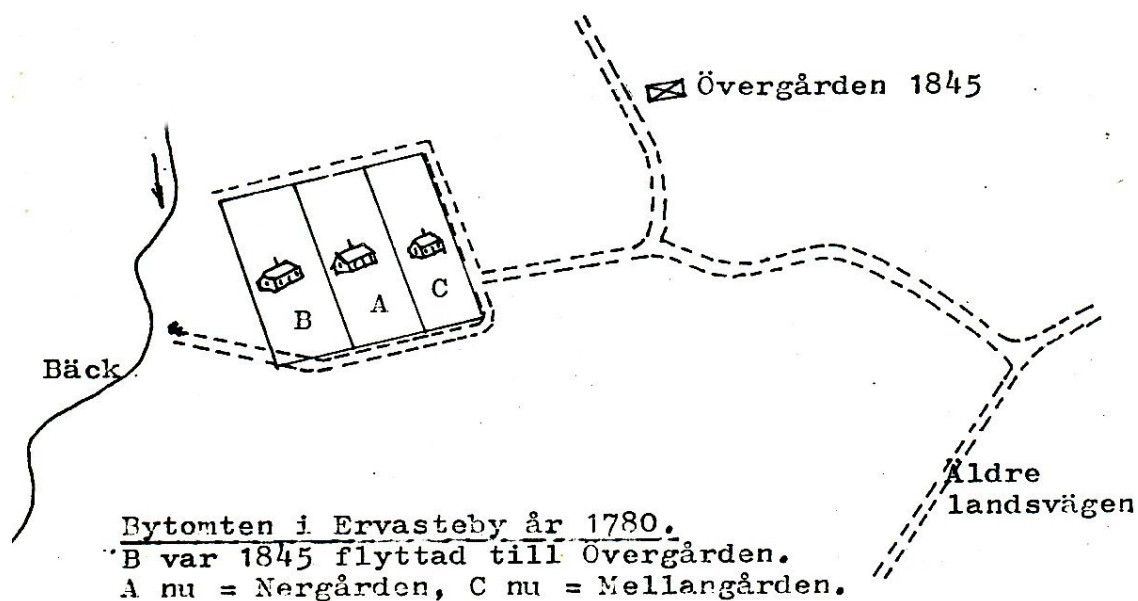 Övergården 1845
B
A
C
Bäck
Äldre
landsvägen
Bytomten i Ervasteby år 1780.
B var 1845 flyttad till Övergården.
A nu = Nergården, C nu = Mellangården.